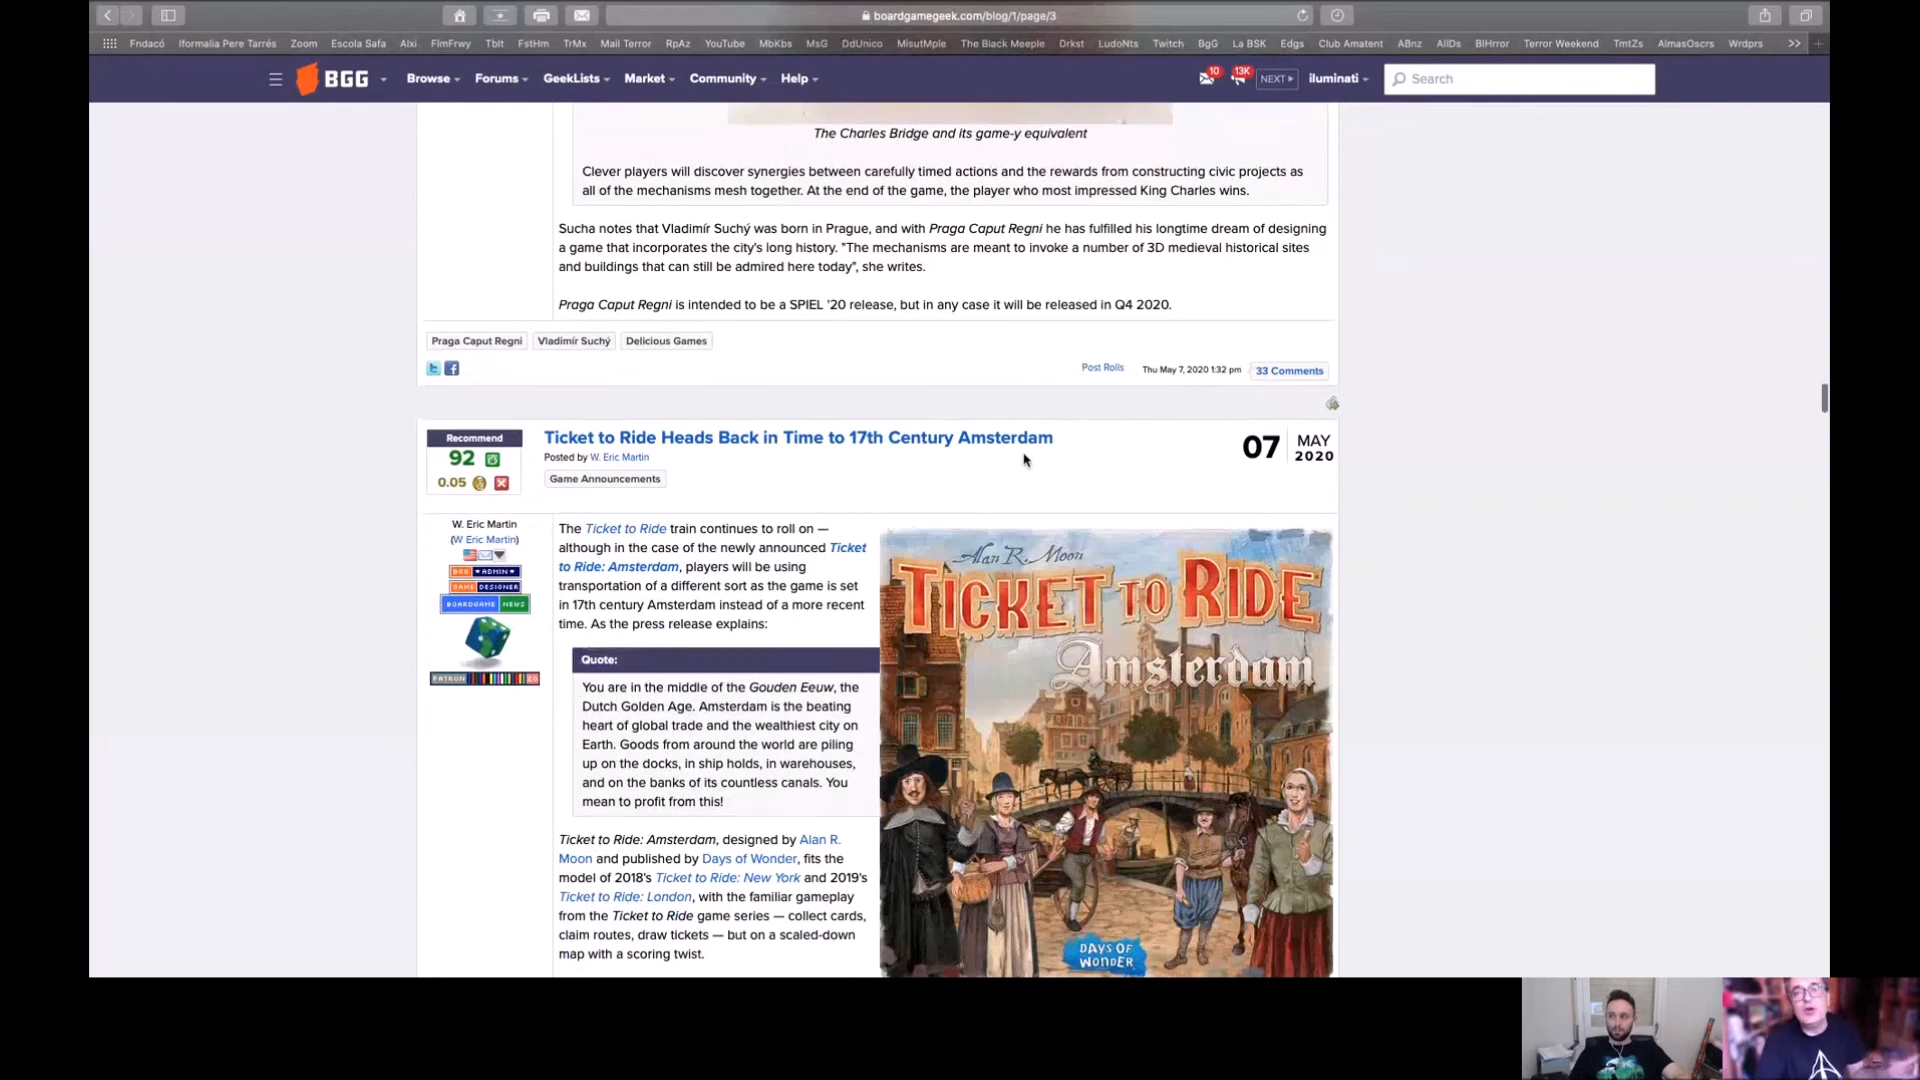 boardgamegeek.com/blog/1/page/3
Fndacó Iformalia Pere Tarrés Zoom Escola Safa Alxi FlmFrwy Tblt FstHm TrMx Mail Terror RpAz YouTube MbKbs MsG DdUnico MisutMple The Black Meeple Drkst LudoNts Twitch BgG La BSK Edgs Club Amatent ABnz AllDs BlHrror Terror Weekend TmtZs AlmasOscrs Wrdprs >>
BGG Browse Forums GeekLists Market Community Help 10 13K NEXT iluminati Search
The Charles Bridge and its game-y equivalent
Clever players will discover synergies between carefully timed actions and the rewards from constructing civic projects as
all of the mechanisms mesh together. At the end of the game, the player who most impressed King Charles wins.
Sucha notes that Vladimír Suchý was born in Prague, and with Praga Caput Regni he has fulfilled his longtime dream of designing
a game that incorporates the city's long history. "The mechanisms are meant to invoke a number of 3D medieval historical sites
and buildings that can still be admired here today", she writes.
Praga Caput Regni is intended to be a SPIEL '20 release, but in any case it will be released in Q4 2020.
Praga Caput Regni Vladimír Suchý Delicious Games
Post Rolls Thu May 7, 2020 1:32 pm 33 Comments
Recommend
92
0.05
Ticket to Ride Heads Back in Time to 17th Century Amsterdam
Posted by W. Eric Martin
Game Announcements
07 MAY
2020
W. Eric Martin
(W Eric Martin)
BGG ADMIN
GAME DESIGNER
BOARDGAME NEWS
PATRON 20
The Ticket to Ride train continues to roll on —
although in the case of the newly announced Ticket
to Ride: Amsterdam, players will be using
transportation of a different sort as the game is set
in 17th century Amsterdam instead of a more recent
time. As the press release explains:
Quote:
You are in the middle of the Gouden Eeuw, the
Dutch Golden Age. Amsterdam is the beating
heart of global trade and the wealthiest city on
Earth. Goods from around the world are piling
up on the docks, in ship holds, in warehouses,
and on the banks of its countless canals. You
mean to profit from this!
Ticket to Ride: Amsterdam, designed by Alan R.
Moon and published by Days of Wonder, fits the
model of 2018's Ticket to Ride: New York and 2019's
Ticket to Ride: London, with the familiar gameplay
from the Ticket to Ride game series — collect cards,
claim routes, draw tickets — but on a scaled-down
map with a scoring twist.
Alan R. Moon
TICKET TO RIDE
Amsterdam
DAYS OF
WONDER